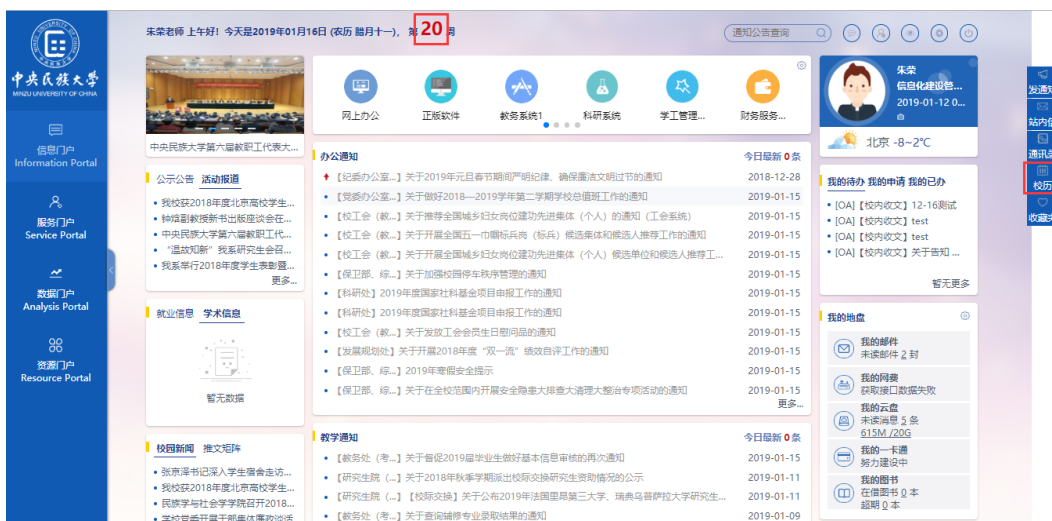 中央民族大学
MINZU UNIVERSITY OF CHINA
信息门户
Information Portal
服务门户
Service Portal
数据门户
Analysis Portal
资源门户
Resource Portal
朱荣老师 上午好！今天是2019年01月16日 (农历 腊月十一)， 第 20 周
通知公告查询
中央民族大学第六届教职工代表大...
公示公告 活动报道
我校获2018年度北京高校学生...
钟焓副教授新书出版座谈会在...
中央民族大学第六届教职工代...
“温故知新”我系研究生会召...
我系举行2018年度学生表彰暨...
更多...
就业信息 学术信息
暂无数据
校园新闻 推文矩阵
张京泽书记深入学生宿舍走访...
我校获2018年度北京高校学生...
民族学与社会学学院召开2018...
学校党委开展干部集体廉政谈话
网上办公 正版软件 教务系统1 科研系统 学工管理... 财务服务...
办公通知 今日最新 0 条
【纪委办公室...】关于2019年元旦春节期间严明纪律、确保廉洁文明过节的通知 2018-12-28
【党委办公室...】关于做好2018—2019学年第二学期学校总值班工作的通知 2019-01-15
【校工会（教...】关于推荐全国城乡妇女岗位建功先进集体（个人）的通知（工会系统） 2019-01-15
【校工会（教...】关于开展全国五一巾帼标兵岗（标兵）候选集体和候选人推荐工作的通知 2019-01-15
【校工会（教...】关于开展全国城乡妇女岗位建功先进集体（个人）候选单位和候选人推荐工... 2019-01-15
【保卫部、综...】关于加强校园停车秩序管理的通知 2019-01-15
【科研处】2019年度国家社科基金项目申报工作的通知 2019-01-15
【科研处】2019年度国家社科基金项目申报工作的通知 2019-01-15
【校工会（教...】关于发放工会会员生日慰问品的通知 2019-01-15
【发展规划处】关于开展2018年度“双一流”绩效自评工作的通知 2019-01-15
【保卫部、综...】2019年寒假安全提示 2019-01-15
【保卫部、综...】关于在全校范围内开展安全隐患大排查大清理大整治专项活动的通知 2019-01-15
更多...
教学通知 今日最新 0 条
【教务处（考...】关于督促2019届毕业生做好基本信息审核的再次通知 2019-01-15
【研究生院（...】关于2018年秋季学期派出校际交换研究生资助情况的公示 2019-01-11
【研究生院（...】【校际交换】关于公布2019年法国里昂第三大学、瑞典乌普萨拉大学研究生... 2019-01-11
【教务处（考...】关于查询辅修专业录取结果的通知 2019-01-09
朱荣
信息化建设管...
2019-01-12 0...
北京 -8~2℃
我的待办 我的申请 我的已办
[OA]【校内收文】12-16测试
[OA]【校内收文】test
[OA]【校内收文】test
[OA]【校内收文】关于告知 ...
暂无更多
我的地盘
我的邮件
未读邮件 2 封
我的网费
获取接口数据失败
我的云盘
未读消息 5 条
615M /20G
我的一卡通
努力建设中
我的图书
在借图书 0 本
超期 0 本
发通知
站内信
通讯录
校历
收藏夹